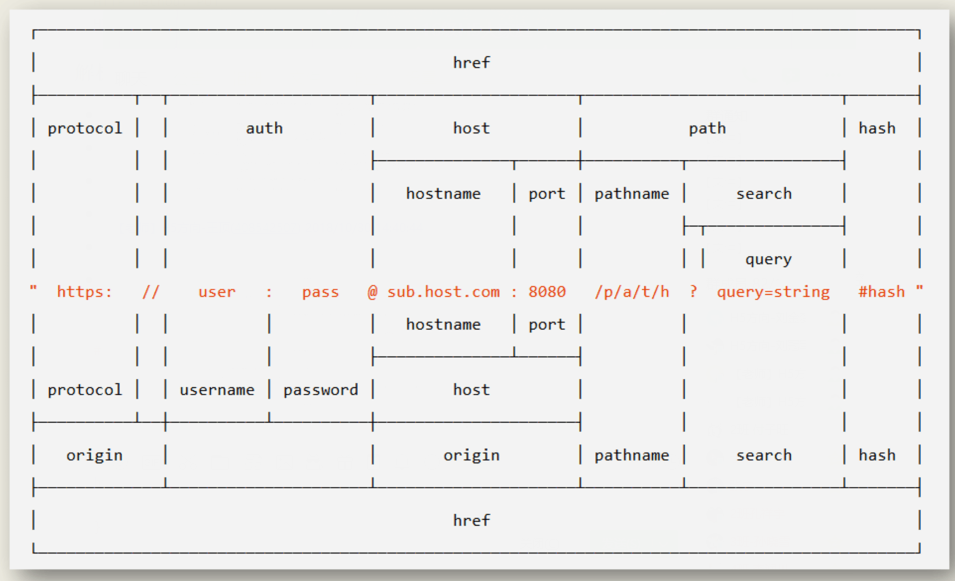 href
protocol auth host path hash
hostname port pathname search
query
" https: // user : pass @ sub.host.com : 8080 /p/a/t/h ? query=string #hash "
hostname port
protocol username password host
origin origin pathname search hash
href